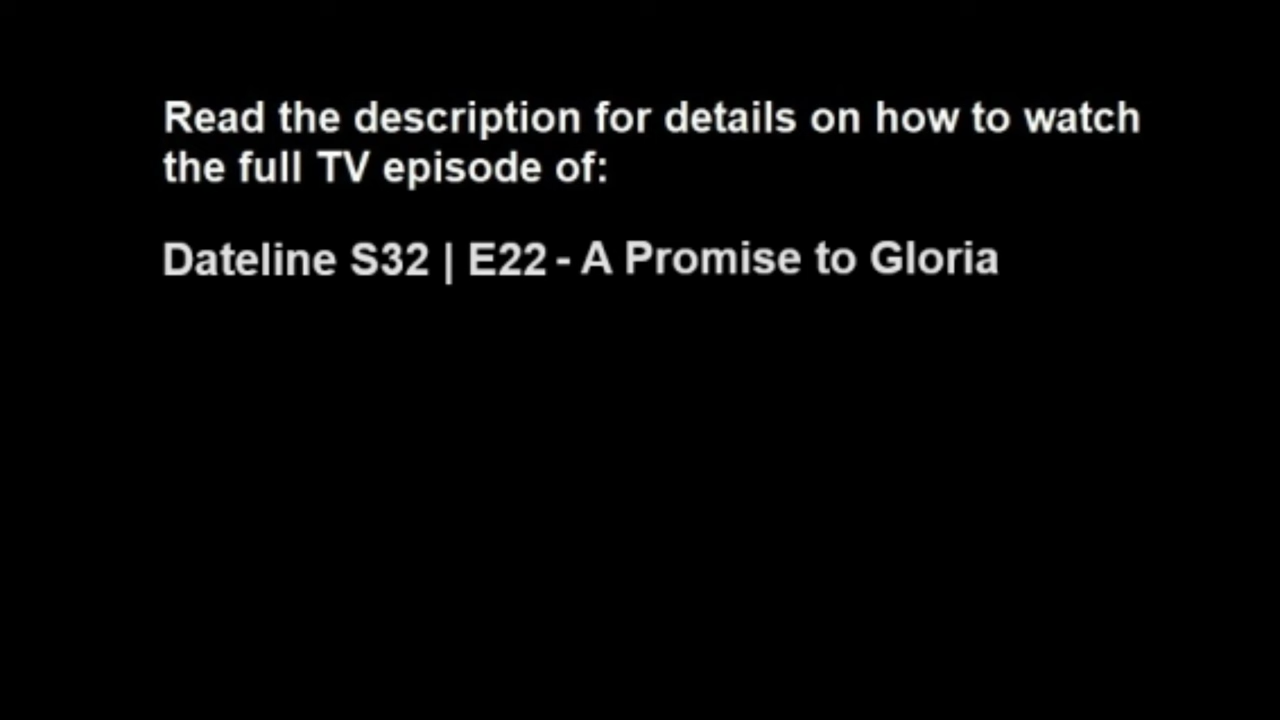 Read the description for details on how to watch
the full TV episode of:
Dateline S32 | E22 - A Promise to Gloria